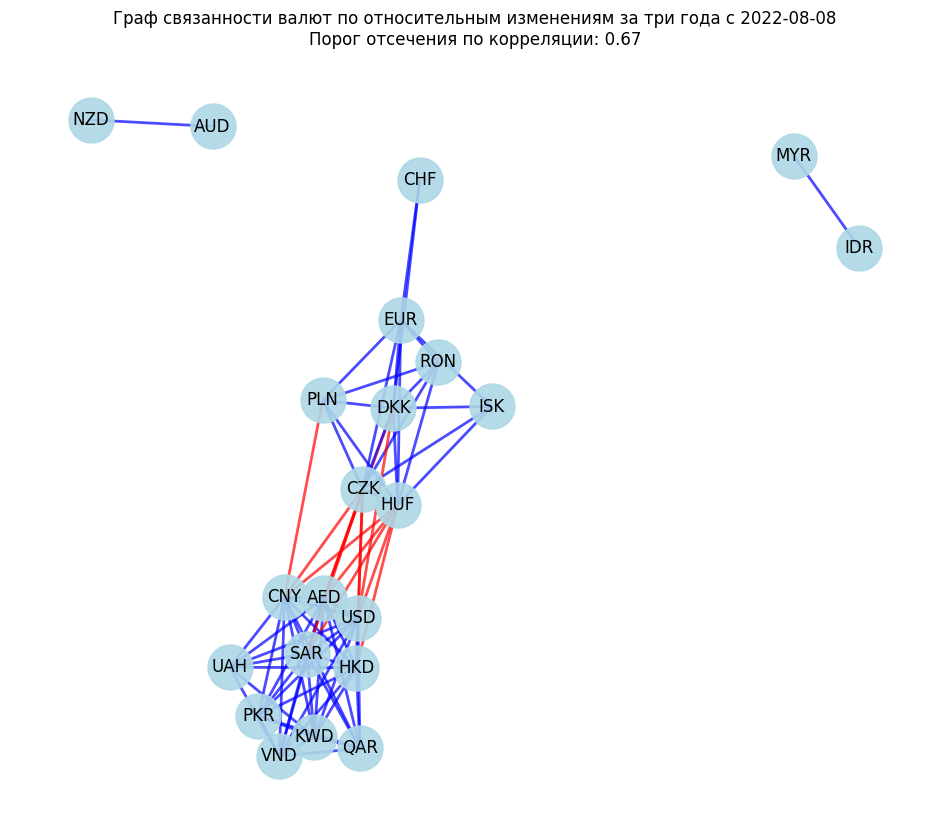 Граф связанности валют по относительным изменениям за три года с 2022-08-08
Порог отсечения по корреляции: 0.67
NZD
AUD
MYR
CHF
IDR
EUR
RON
PLN
DKK
ISK
CZK
HUF
CNY
AED
USD
SAR
UAH
HKD
PKR
KWD
VND
QAR